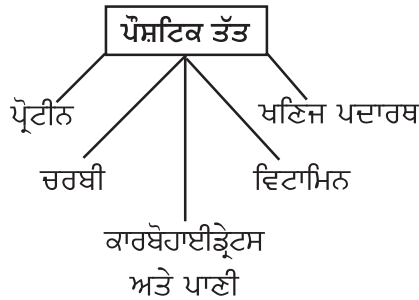 ਪੌਸ਼ਟਿਕ ਤੱਤ
ਪ੍ਰੋਟੀਨ
ਖਣਿਜ ਪਦਾਰਥ
ਚਰਬੀ
ਵਿਟਾਮਿਨ
ਕਾਰਬੋਹਾਈਡ੍ਰੇਟਸ
ਅਤੇ ਪਾਣੀ